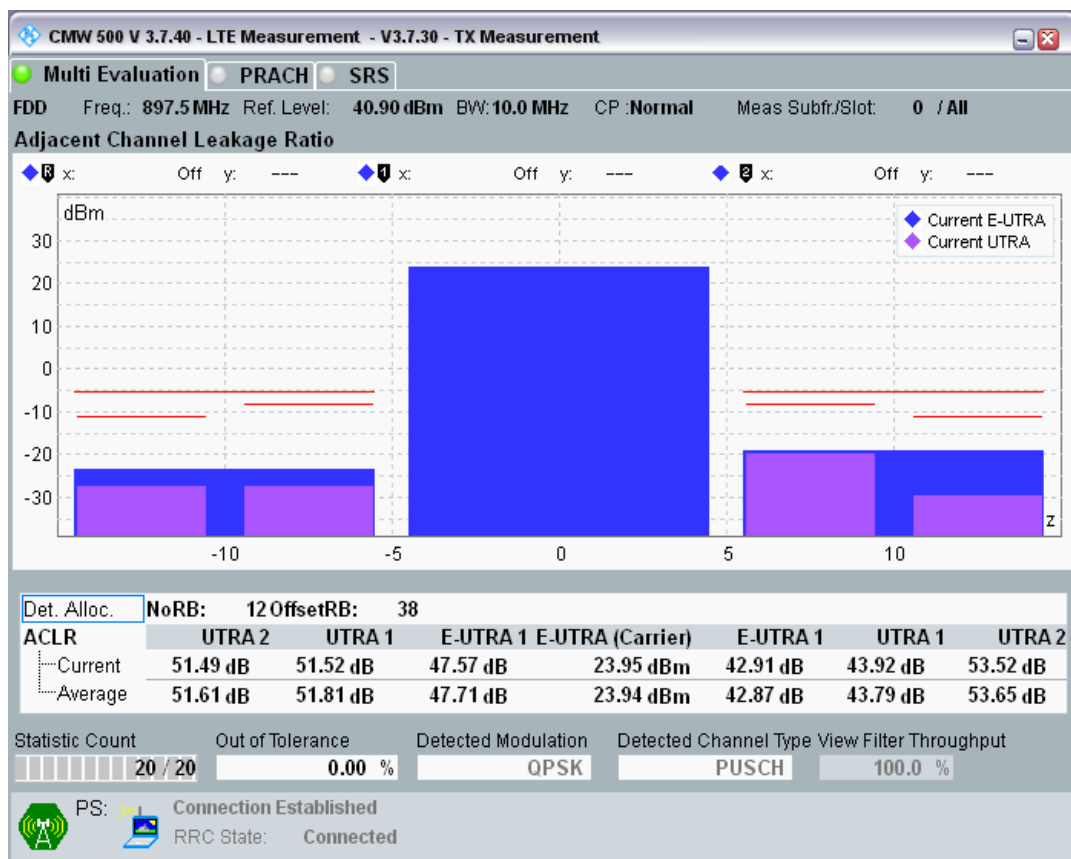 CMW 500 V 3.7.40 - LTE Measurement - V3.7.30 - TX Measurement
Multi Evaluation PRACH SRS
FDD Freq.: 897.5 MHz Ref. Level: 40.90 dBm BW: 10.0 MHz CP :Normal Meas Subfr./Slot: 0 / All
Adjacent Channel Leakage Ratio
R x: Off y: --- 1 x: Off y: --- 2 x: Off y: ---
dBm
Current E-UTRA
Current UTRA
30
20
10
0
-10
-20
-30
z
-10 -5 0 5 10
Det. Alloc. NoRB: 12 OffsetRB: 38
ACLR UTRA 2 UTRA 1 E-UTRA 1 E-UTRA (Carrier) E-UTRA 1 UTRA 1 UTRA 2
Current 51.49 dB 51.52 dB 47.57 dB 23.95 dBm 42.91 dB 43.92 dB 53.52 dB
Average 51.61 dB 51.81 dB 47.71 dB 23.94 dBm 42.87 dB 43.79 dB 53.65 dB
Statistic Count Out of Tolerance Detected Modulation Detected Channel Type View Filter Throughput
20 / 20 0.00 % QPSK PUSCH 100.0 %
PS: Connection Established
RRC State: Connected